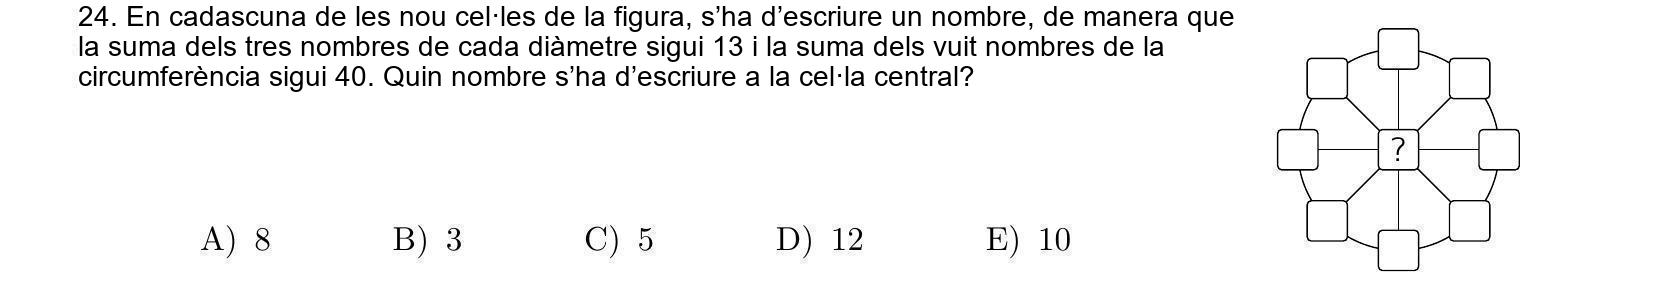 24. En cadascuna de les nou cel·les de la figura, s’ha d’escriure un nombre, de manera que
la suma dels tres nombres de cada diàmetre sigui 13 i la suma dels vuit nombres de la
circumferència sigui 40. Quin nombre s’ha d’escriure a la cel·la central?
?
A) 8 B) 3 C) 5 D) 12 E) 10